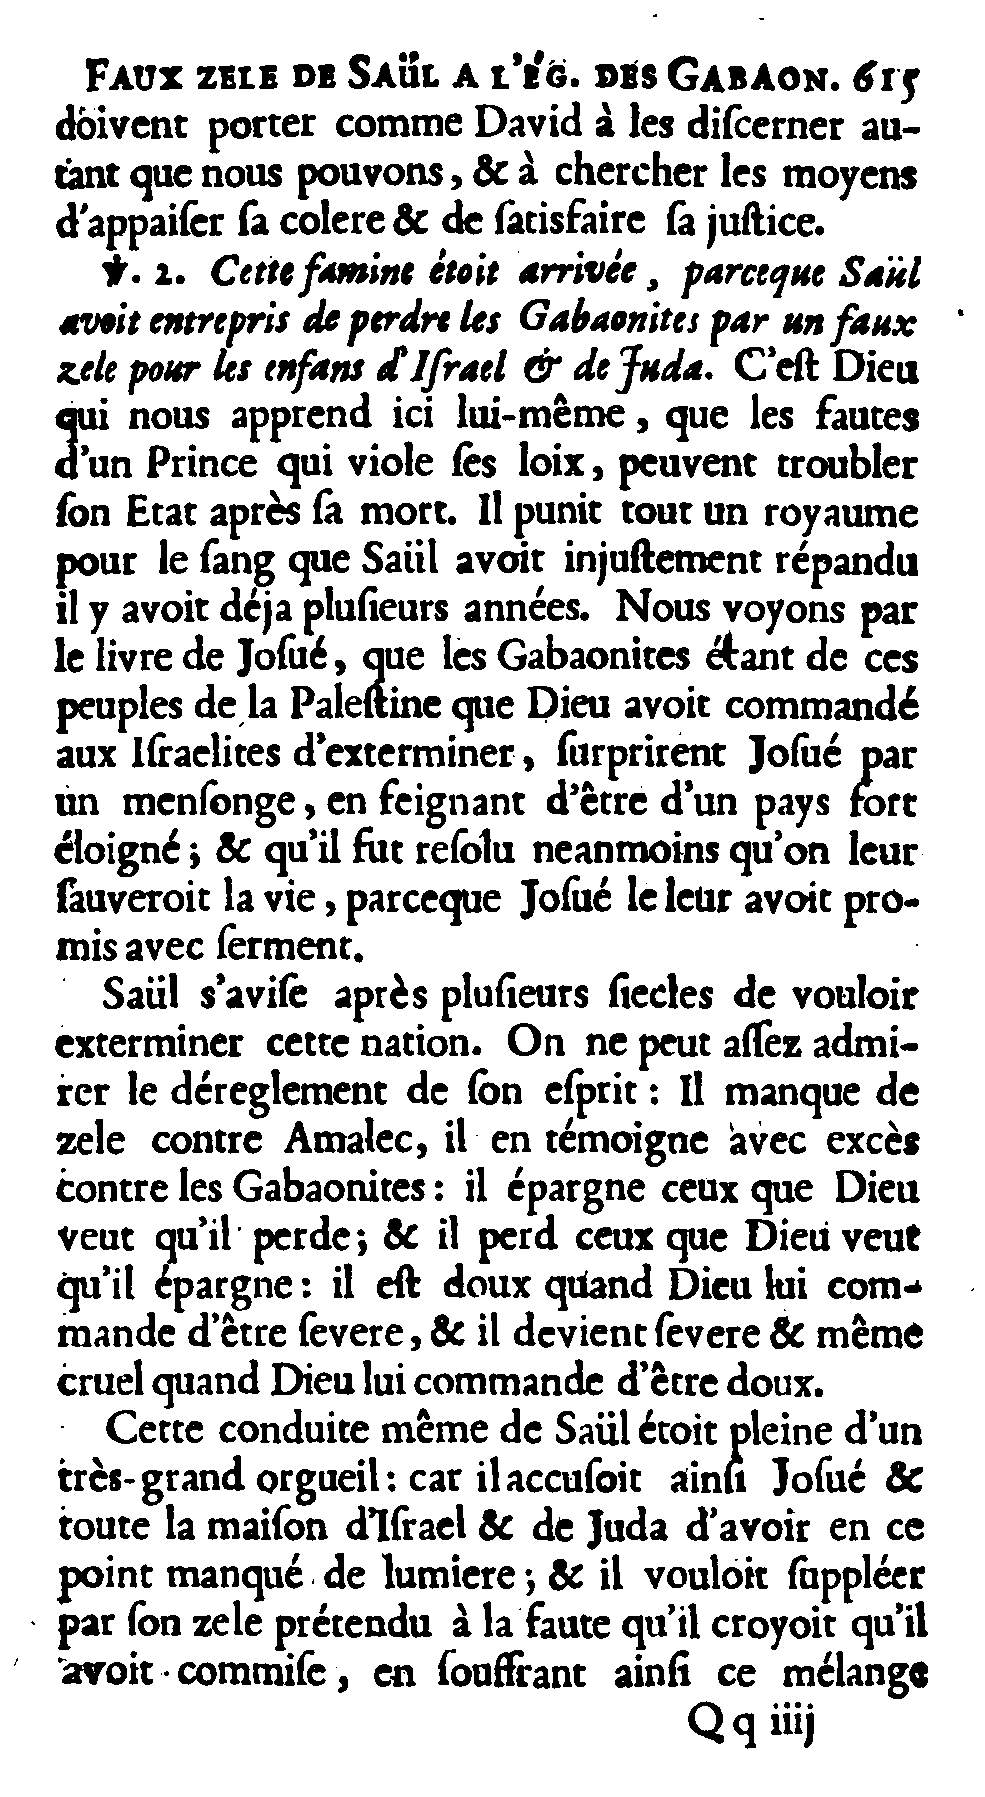 FAUX ZELE DE SAÜL A L'ÉG. DES GABAON. 615
doivent porter comme David à les diſcerner au-
tant que nous pouvons, & à chercher les moyens
d'appaiſer ſa colere & de ſatisfaire ſa juſtice.
℣. 2. Cette famine étoit arrivée, parceque Saül
avoit entrepris de perdre les Gabaonites par un faux
zele pour les enfans d'Iſrael & de Juda. C'eſt Dieu
qui nous apprend ici lui-même, que les fautes
d'un Prince qui viole ſes loix, peuvent troubler
ſon Etat après ſa mort. Il punit tout un royaume
pour le ſang que Saül avoit injuſtement répandu
il y avoit déja pluſieurs années. Nous voyons par
le livre de Joſué, que les Gabaonites étant de ces
peuples de la Paleſtine que Dieu avoit commandé
aux Iſraelites d'exterminer, ſurprirent Joſué par
un menſonge, en feignant d'être d'un pays fort
éloigné; & qu'il fut reſolu neanmoins qu'on leur
ſauveroit la vie, parceque Joſué le leur avoit pro-
mis avec ſerment.
Saül s'aviſe après pluſieurs ſiecles de vouloir
exterminer cette nation. On ne peut aſſez admi-
rer le déreglement de ſon eſprit: Il manque de
zele contre Amalec, il en témoigne avec excès
contre les Gabaonites: il épargne ceux que Dieu
veut qu'il perde; & il perd ceux que Dieu veut
qu'il épargne: il eſt doux quand Dieu lui com-
mande d'être ſevere, & il devient ſevere & même
cruel quand Dieu lui commande d'être doux.
Cette conduite même de Saül étoit pleine d'un
très-grand orgueil: car il accuſoit ainſi Joſué &
toute la maiſon d'Iſrael & de Juda d'avoir en ce
point manqué de lumiere; & il vouloit ſuppléer
par ſon zele prétendu à la faute qu'il croyoit qu'il
avoit commiſe, en ſouffrant ainſi ce mélange
Qq iiij